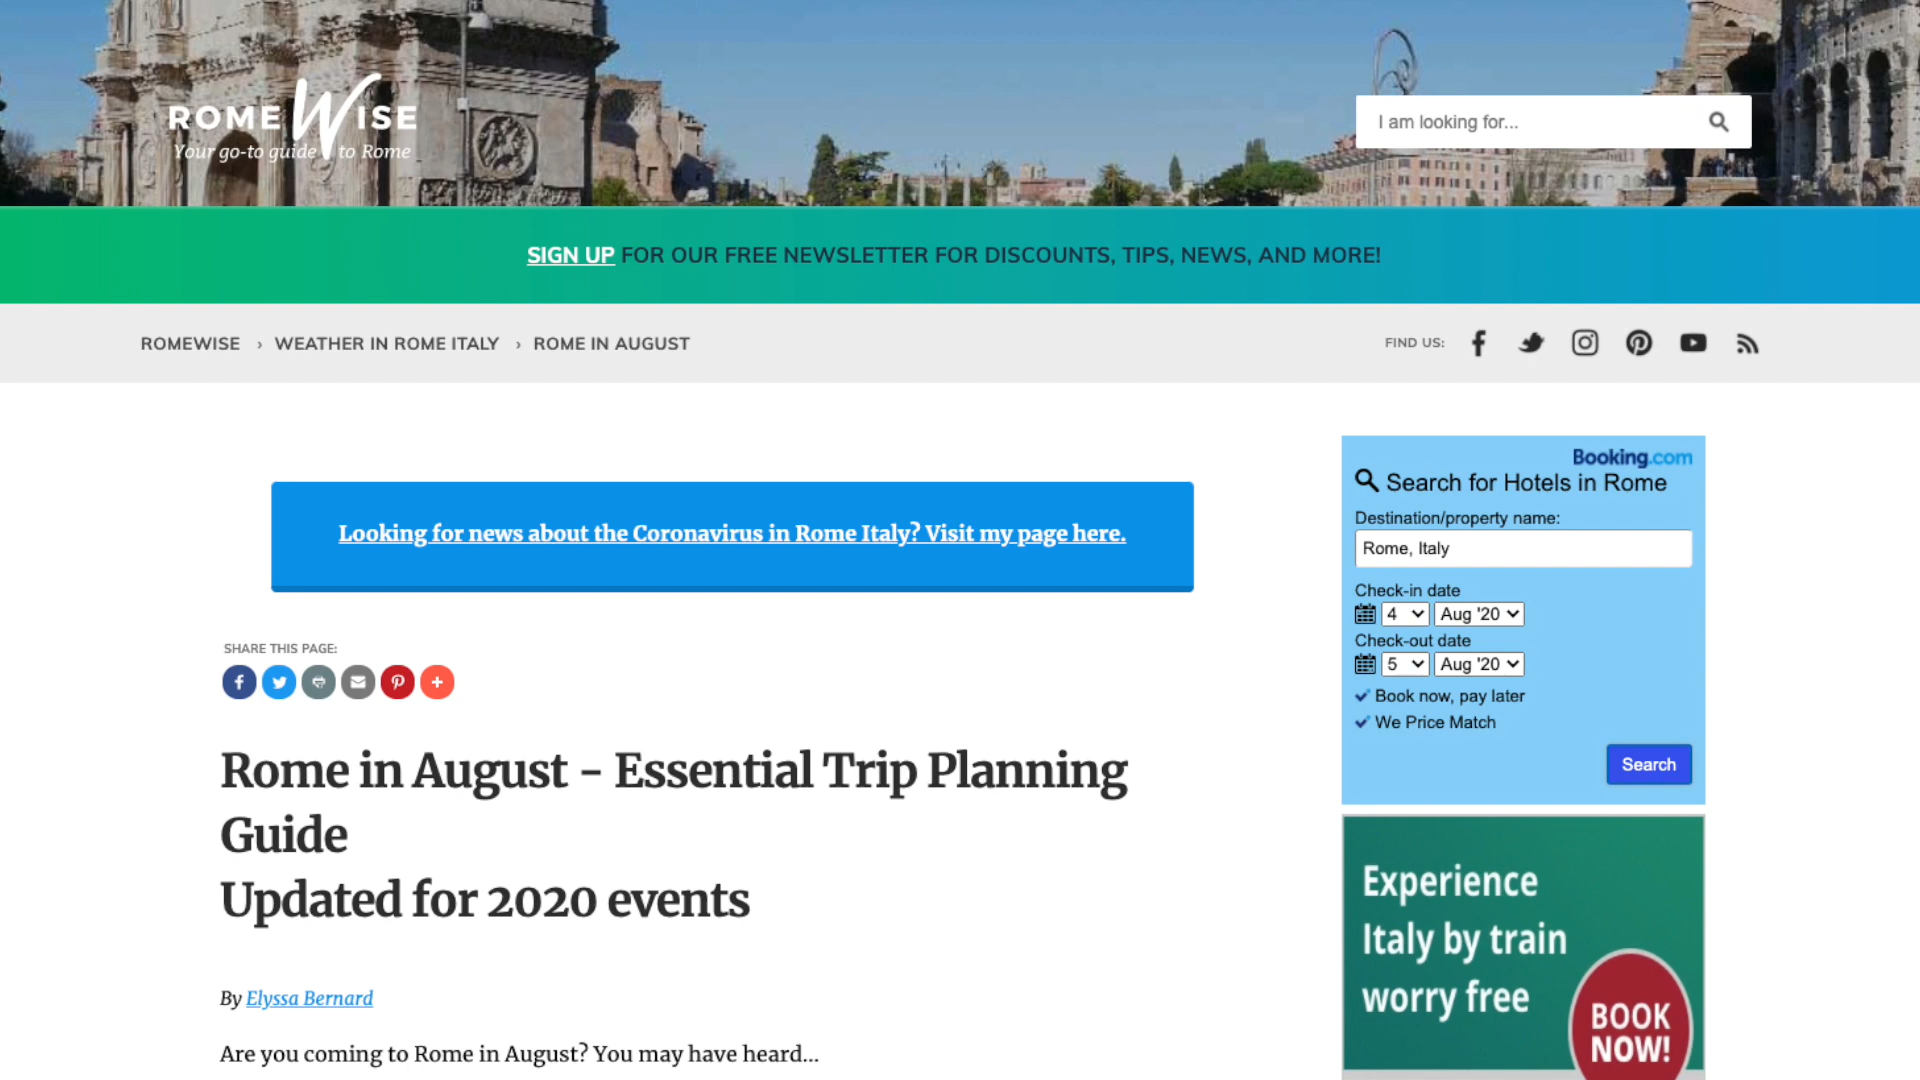 ROMEWISE
Your go-to guide to Rome
I am looking for...
SIGN UP FOR OUR FREE NEWSLETTER FOR DISCOUNTS, TIPS, NEWS, AND MORE!
ROMEWISE › WEATHER IN ROME ITALY › ROME IN AUGUST
FIND US:
Looking for news about the Coronavirus in Rome Italy? Visit my page here.
SHARE THIS PAGE:
Rome in August - Essential Trip Planning
Guide
Updated for 2020 events
By Elyssa Bernard
Are you coming to Rome in August? You may have heard...
Booking.com
Search for Hotels in Rome
Destination/property name:
Rome, Italy
Check-in date
4 Aug '20
Check-out date
5 Aug '20
Book now, pay later
We Price Match
Search
Experience
Italy by train
worry free
BOOK
NOW!